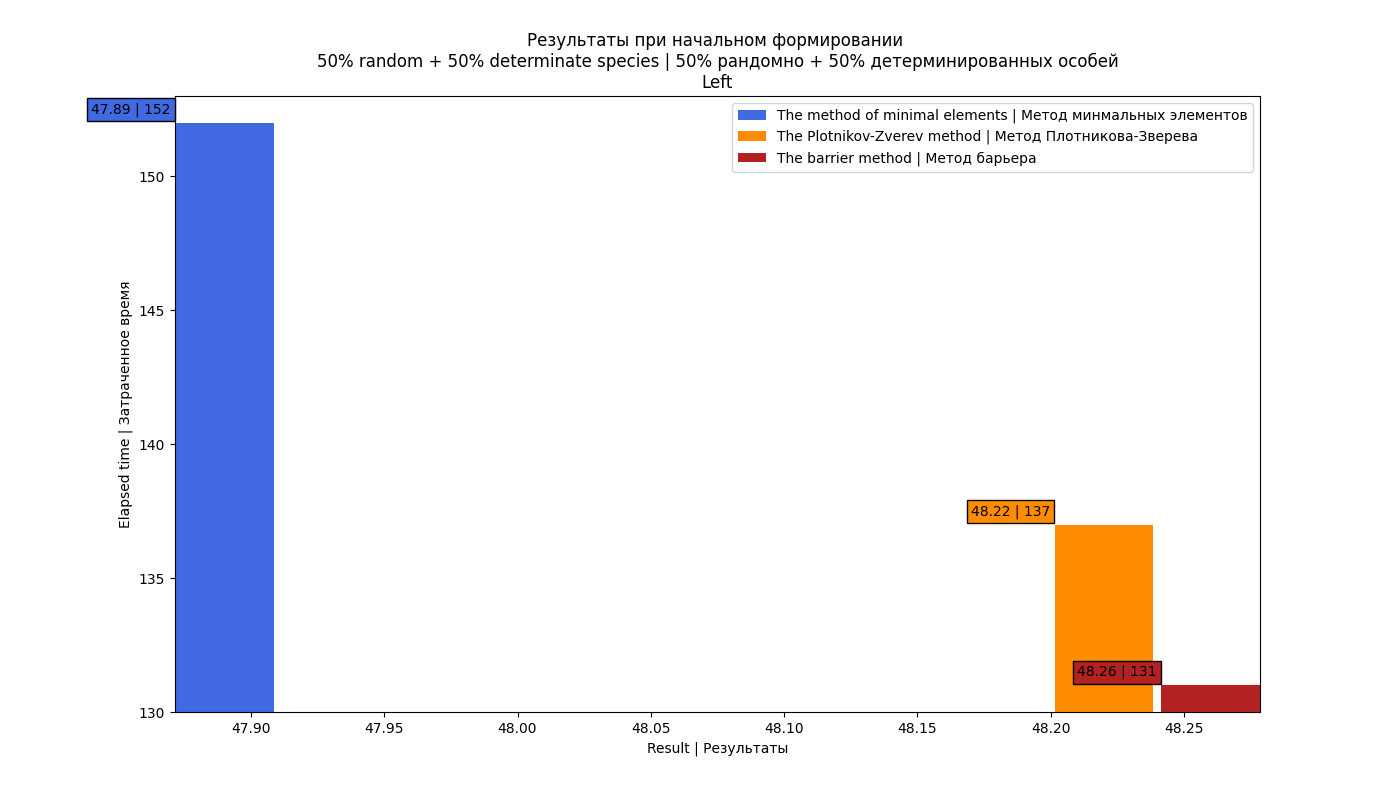 Результаты при начальном формировании
50% random + 50% determinate species | 50% рандомно + 50% детерминированных особей
Left
47.89 | 152
The method of minimal elements | Метод минмальных элементов
The Plotnikov-Zverev method | Метод Плотникова-Зверева
The barrier method | Метод барьера
150
145
140
135
130
Elapsed time | Затраченное время
48.22 | 137
48.26 | 131
47.90
47.95
48.00
48.05
48.10
48.15
48.20
48.25
Result | Результаты